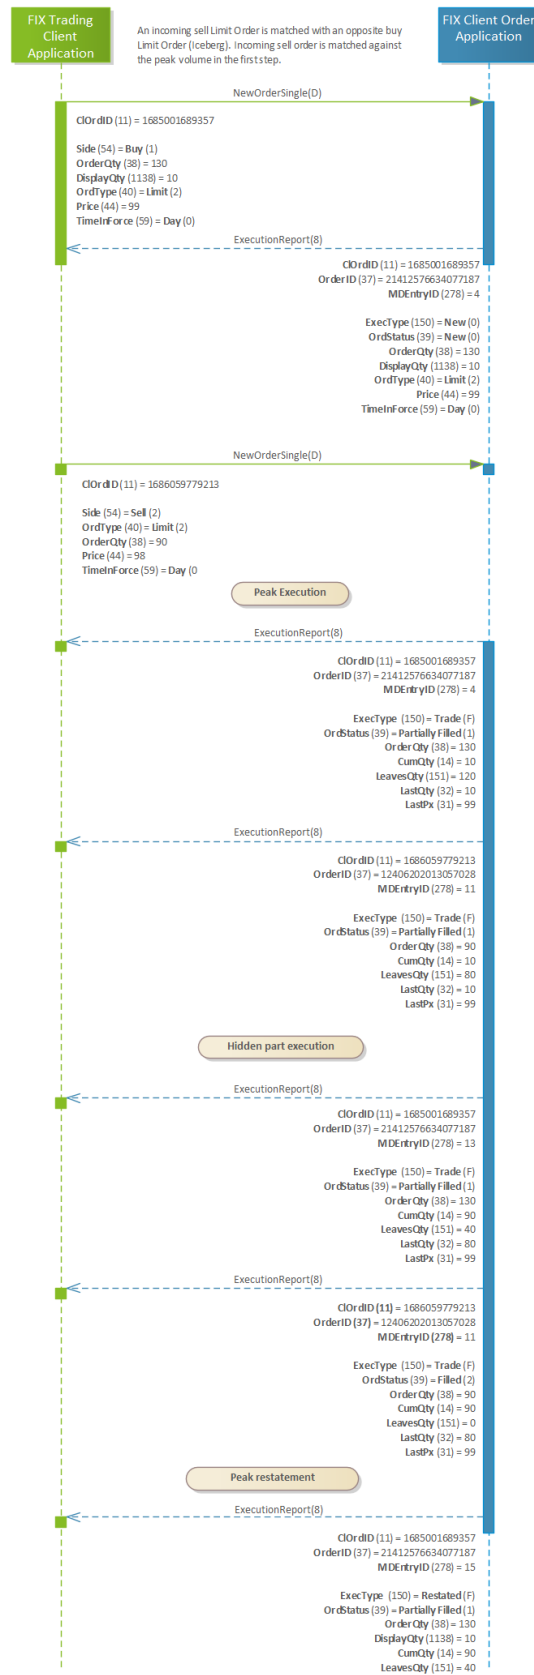 FIX Trading
Client
Application
An incoming sell Limit Order is matched with an opposite buy
Limit Order (Iceberg). Incoming sell order is matched against
the peak volume in the first step.
FIX Client Order
Application
NewOrderSingle(D)
ClOrdID (11) = 1685001689357
Side (54) = Buy (1)
OrderQty (38) = 130
DisplayQty (1138) = 10
OrdType (40) = Limit (2)
Price (44) = 99
TimeInForce (59) = Day (0)
ExecutionReport(8)
ClOrdID (11) = 1685001689357
OrderID (37) = 21412576634077187
MDEntryID (278) = 4
ExecType (150) = New (0)
OrdStatus (39) = New (0)
OrderQty (38) = 130
DisplayQty (1138) = 10
OrdType (40) = Limit (2)
Price (44) = 99
TimeInForce (59) = Day (0)
NewOrderSingle(D)
ClOrdID (11) = 1686059779213
Side (54) = Sell (2)
OrdType (40) = Limit (2)
OrderQty (38) = 90
Price (44) = 98
TimeInForce (59) = Day (0
Peak Execution
ExecutionReport(8)
ClOrdID (11) = 1685001689357
OrderID (37) = 21412576634077187
MDEntryID (278) = 4
ExecType (150) = Trade (F)
OrdStatus (39) = Partially Filled (1)
OrderQty (38) = 130
CumQty (14) = 10
LeavesQty (151) = 120
LastQty (32) = 10
LastPx (31) = 99
ExecutionReport(8)
ClOrdID (11) = 1686059779213
OrderID (37) = 12406202013057028
MDEntryID (278) = 11
ExecType (150) = Trade (F)
OrdStatus (39) = Partially Filled (1)
OrderQty (38) = 90
CumQty (14) = 10
LeavesQty (151) = 80
LastQty (32) = 10
LastPx (31) = 99
Hidden part execution
ExecutionReport(8)
ClOrdID (11) = 1685001689357
OrderID (37) = 21412576634077187
MDEntryID (278) = 13
ExecType (150) = Trade (F)
OrdStatus (39) = Partially Filled (1)
OrderQty (38) = 130
CumQty (14) = 90
LeavesQty (151) = 40
LastQty (32) = 80
LastPx (31) = 99
ExecutionReport(8)
ClOrdID (11) = 1686059779213
OrderID (37) = 12406202013057028
MDEntryID (278) = 11
ExecType (150) = Trade (F)
OrdStatus (39) = Filled (2)
OrderQty (38) = 90
CumQty (14) = 90
LeavesQty (151) = 0
LastQty (32) = 80
LastPx (31) = 99
Peak restatement
ExecutionReport(8)
ClOrdID (11) = 1685001689357
OrderID (37) = 21412576634077187
MDEntryID (278) = 15
ExecType (150) = Restated (F)
OrdStatus (39) = Partially Filled (1)
OrderQty (38) = 130
DisplayQty (1138) = 10
CumQty (14) = 90
LeavesQty (151) = 40